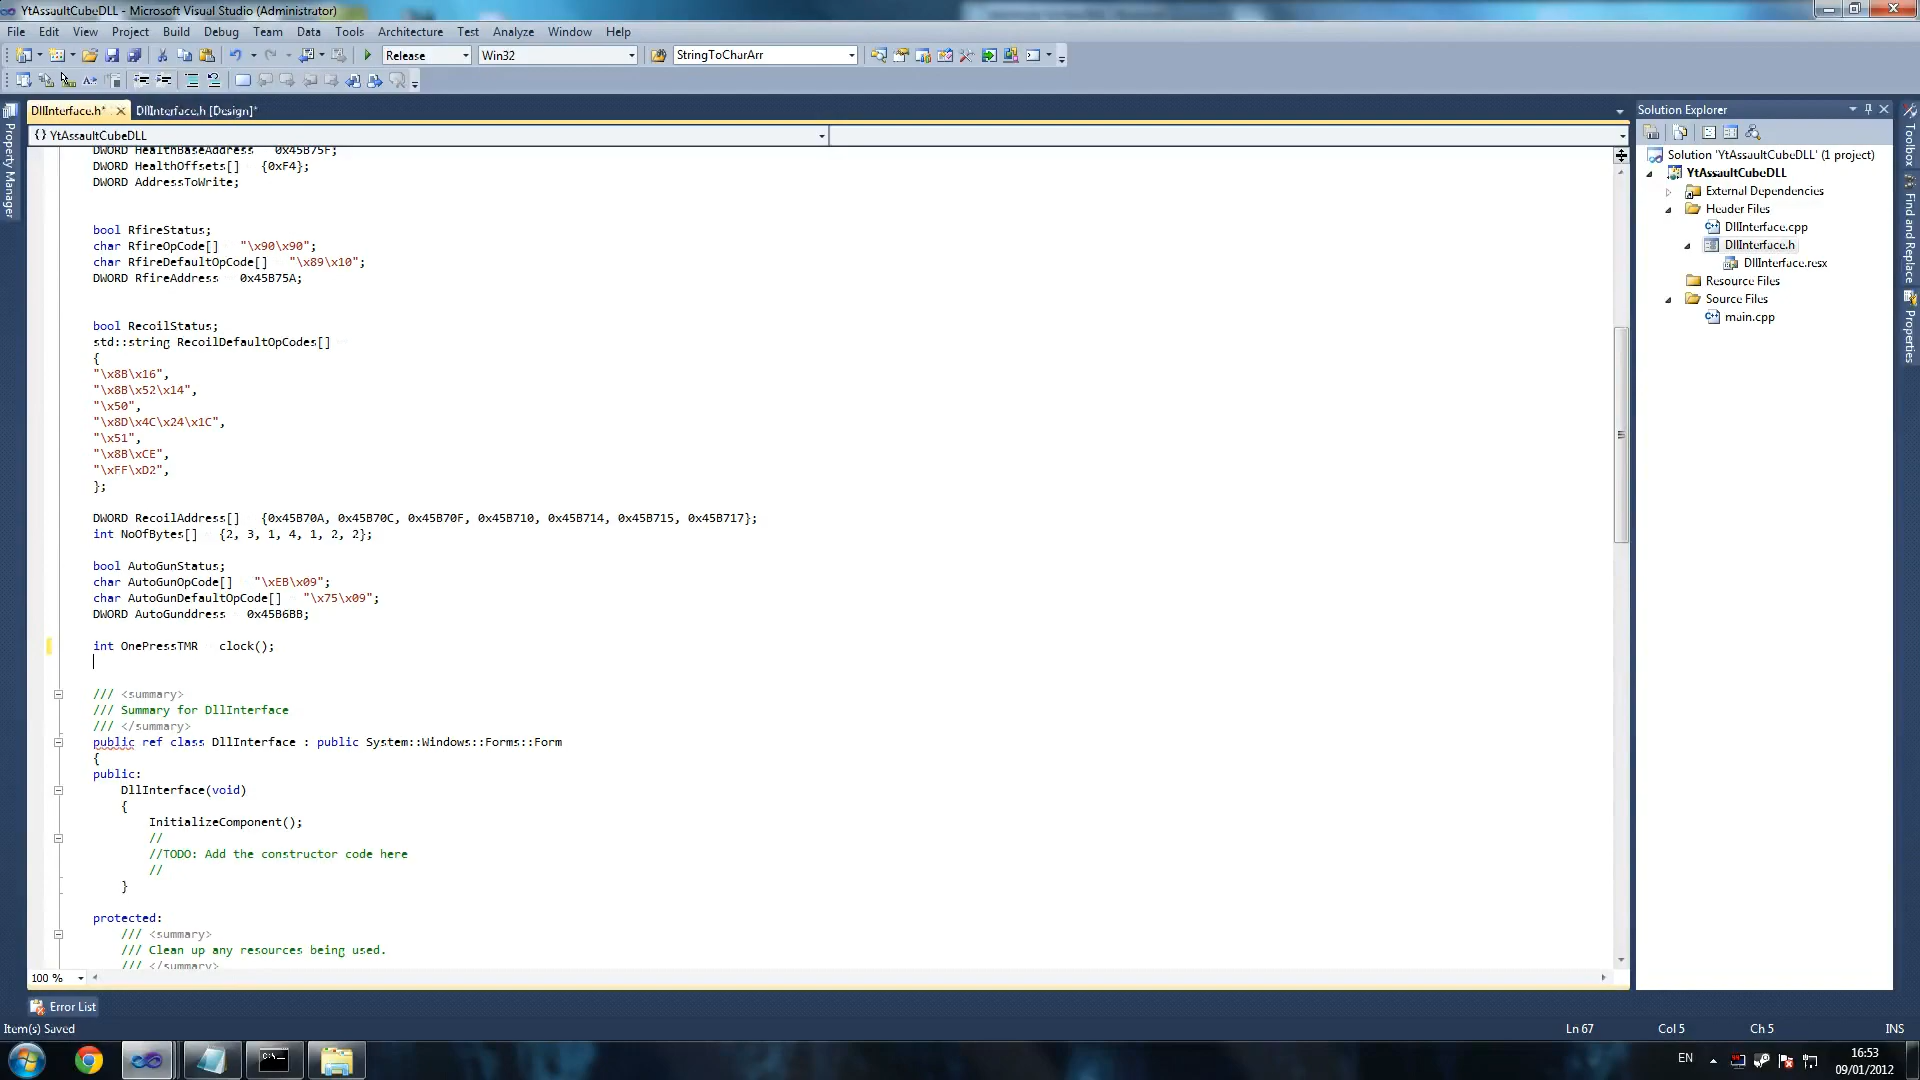 YtAssaultCubeDLL - Microsoft Visual Studio (Administrator)
File Edit View Project Build Debug Team Data Tools Architecture Test Analyze Window Help
Release Win32 StringToCharArr
DllInterface.h* DllInterface.h [Design]*
{} YtAssaultCubeDLL
Property Manager
DWORD HealthBaseAddress 0x45B75F;
DWORD HealthOffsets[] {0xF4};
DWORD AddressToWrite;
bool RfireStatus;
char RfireOpCode[] "\x90\x90";
char RfireDefaultOpCode[] "\x89\x10";
DWORD RfireAddress 0x45B75A;
bool RecoilStatus;
std::string RecoilDefaultOpCodes[]
{
"\x8B\x16",
"\x8B\x52\x14",
"\x50",
"\x8D\x4C\x24\x1C",
"\x51",
"\x8B\xCE",
"\xFF\xD2",
};
DWORD RecoilAddress[] {0x45B70A, 0x45B70C, 0x45B70F, 0x45B710, 0x45B714, 0x45B715, 0x45B717};
int NoOfBytes[] {2, 3, 1, 4, 1, 2, 2};
bool AutoGunStatus;
char AutoGunOpCode[] "\xEB\x09";
char AutoGunDefaultOpCode[] "\x75\x09";
DWORD AutoGunddress 0x45B6BB;
int OnePressTMR clock();
/// <summary>
/// Summary for DllInterface
/// </summary>
public ref class DllInterface : public System::Windows::Forms::Form
{
public:
DllInterface(void)
{
InitializeComponent();
//
//TODO: Add the constructor code here
//
}
protected:
/// <summary>
/// Clean up any resources being used.
/// </summary>
100 %
Solution Explorer
Solution 'YtAssaultCubeDLL' (1 project)
YtAssaultCubeDLL
External Dependencies
Header Files
DllInterface.cpp
DllInterface.h
DllInterface.resx
Resource Files
Source Files
main.cpp
Toolbox
Find and Replace
Properties
Error List
Item(s) Saved Ln 67 Col 5 Ch 5 INS
EN 16:53
09/01/2012